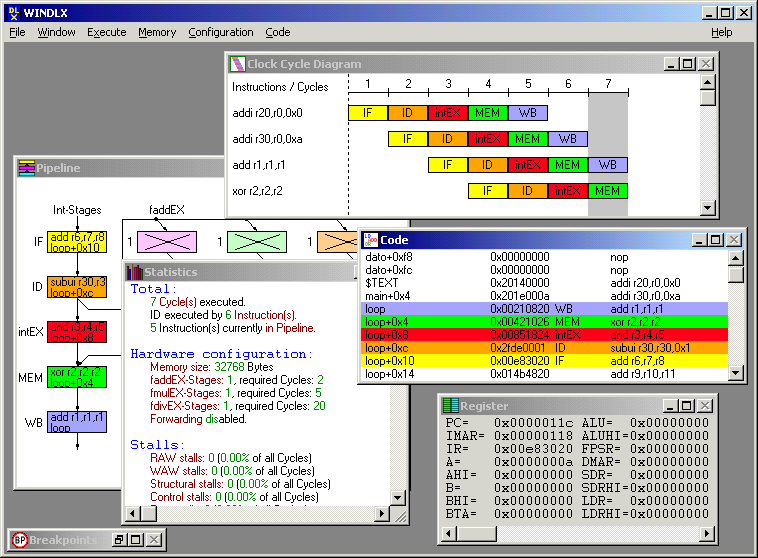 WINDLX
File Window Execute Memory Configuration Code Help
Clock Cycle Diagram
Instructions / Cycles 1 2 3 4 5 6 7
addi r20,r0,0x0 IF ID intEX MEM WB
addi r30,r0,0xa IF ID intEX MEM WB
add r1,r1,r1 IF ID intEX MEM WB
xor r2,r2,r2 IF ID intEX MEM
Pipeline
Int-Stages faddEX
IF add r6,r7,r8
loop+0x10
1 1
ID subui r30,r3
loop+0xc
intEX and r3,r4,r5
loop+0x8
MEM xor r2,r2,r2
loop+0x4
WB add r1,r1,r1
loop
Statistics
Total:
7 Cycle(s) executed.
ID executed by 6 Instruction(s).
5 Instruction(s) currently in Pipeline.
Hardware configuration:
Memory size: 32768 Bytes
faddEX-Stages: 1, required Cycles: 2
fmulEX-Stages: 1, required Cycles: 5
fdivEX-Stages: 1, required Cycles: 20
Forwarding disabled.
Stalls:
RAW stalls: 0 (0.00% of all Cycles)
WAW stalls: 0 (0.00% of all Cycles)
Structural stalls: 0 (0.00% of all Cycles)
Control stalls: 0 (0.00% of all Cycles)
Code
dato+0xf8 0x00000000 nop
dato+0xfc 0x00000000 nop
$TEXT 0x20140000 addi r20,r0,0x0
main+0x4 0x201e000a addi r30,r0,0xa
loop 0x00210820 WB add r1,r1,r1
loop+0x4 0x00421026 MEM xor r2,r2,r2
loop+0x8 0x00851824 intEX and r3,r4,r5
loop+0xc 0x2fde0001 ID subui r30,r30,0x1
loop+0x10 0x00e83020 IF add r6,r7,r8
loop+0x14 0x014b4820 add r9,r10,r11
Register
PC= 0x0000011c ALU= 0x00000000
IMAR= 0x00000118 ALUHI=0x00000000
IR= 0x00e83020 FPSR= 0x00000000
A= 0x0000000a DMAR= 0x00000000
AHI= 0x00000000 SDR= 0x00000000
B= 0x00000000 SDRHI=0x00000000
BHI= 0x00000000 LDR= 0x00000000
BTA= 0x00000000 LDRHI=0x00000000
BP Breakpoints